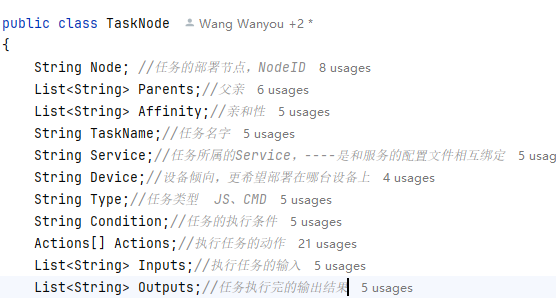 public class TaskNode Wang Wanyou +2 *
{
String Node; //任务的部署节点，NodeID 8 usages
List<String> Parents;//父亲 6 usages
List<String> Affinity;//亲和性 5 usages
String TaskName;//任务名字 5 usages
String Service;//任务所属的Service，----是和服务的配置文件相互绑定 5 usag
String Device;//设备倾向，更希望部署在哪台设备上 4 usages
String Type;//任务类型 JS、CMD 5 usages
String Condition;//任务的执行条件 5 usages
Actions[] Actions;//执行任务的动作 21 usages
List<String> Inputs;//执行任务的输入 5 usages
List<String> Outputs;//任务执行完的输出结果 5 usages